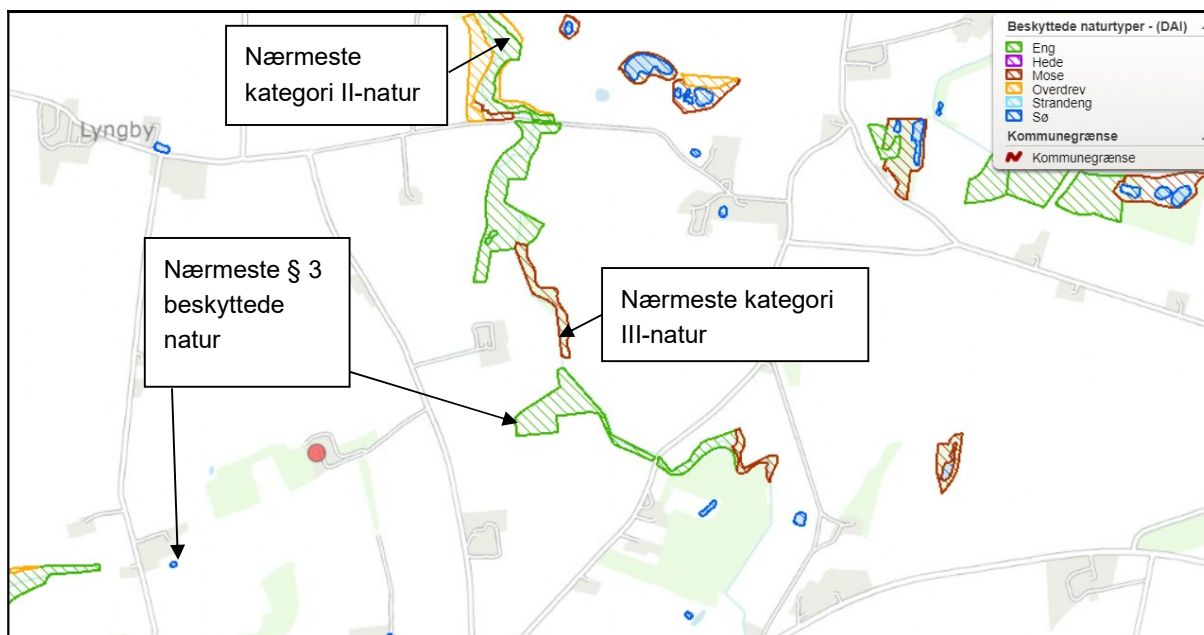 Nærmeste
kategori II-natur
Lyngby
Nærmeste § 3
beskyttede
natur
Nærmeste kategori
III-natur
Beskyttede naturtyper - (DAI)
Eng
Hede
Mose
Overdrev
Strandeng
Sø
Kommunegrænse
Kommunegrænse